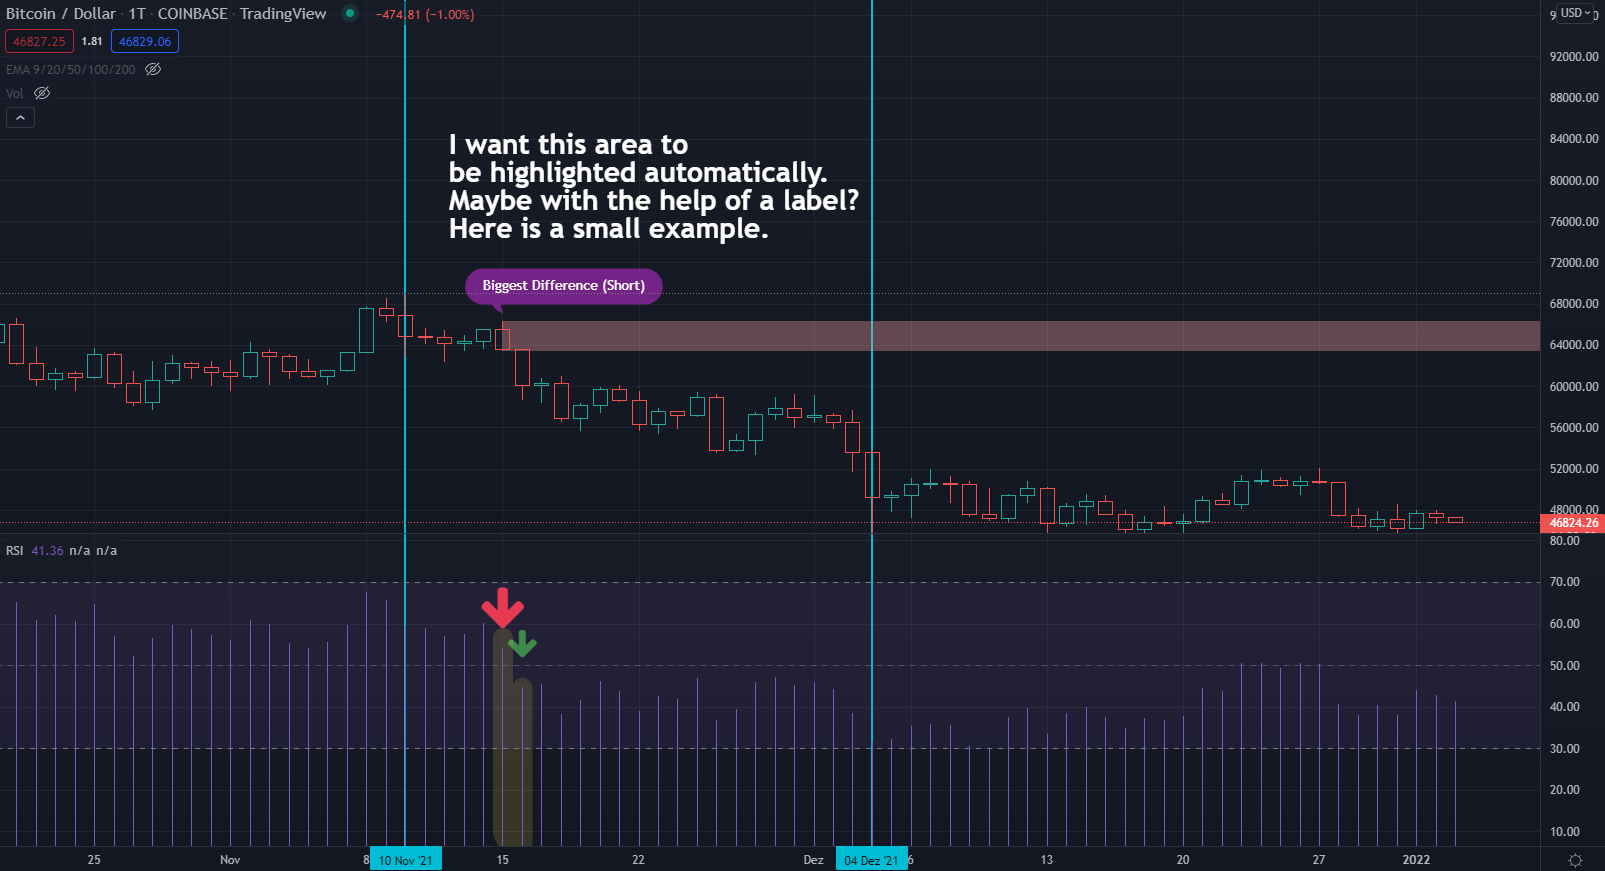 Bitcoin / Dollar · 1T · COINBASE · TradingView −474.81 (−1.00%)
46827.25 1.81 46829.06
EMA 9/20/50/100/200
Vol
I want this area to
be highlighted automatically.
Maybe with the help of a label?
Here is a small example.
Biggest Difference (Short)
USD
92000.00
88000.00
84000.00
80000.00
76000.00
72000.00
68000.00
64000.00
60000.00
56000.00
52000.00
48000.00
46824.26
RSI 41.36 n/a n/a
80.00
70.00
60.00
50.00
40.00
30.00
20.00
10.00
25 Nov 8 10 Nov '21 15 22 Dez 04 Dez '21 6 13 20 27 2022